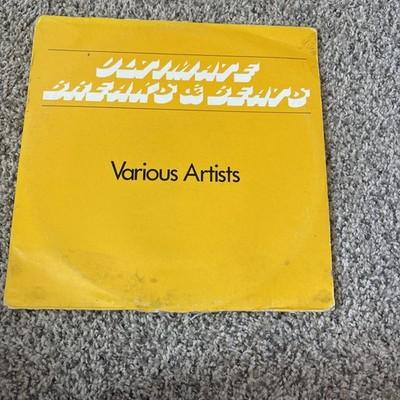 ULTIMATE
BREAKS & BEATS
Various Artists